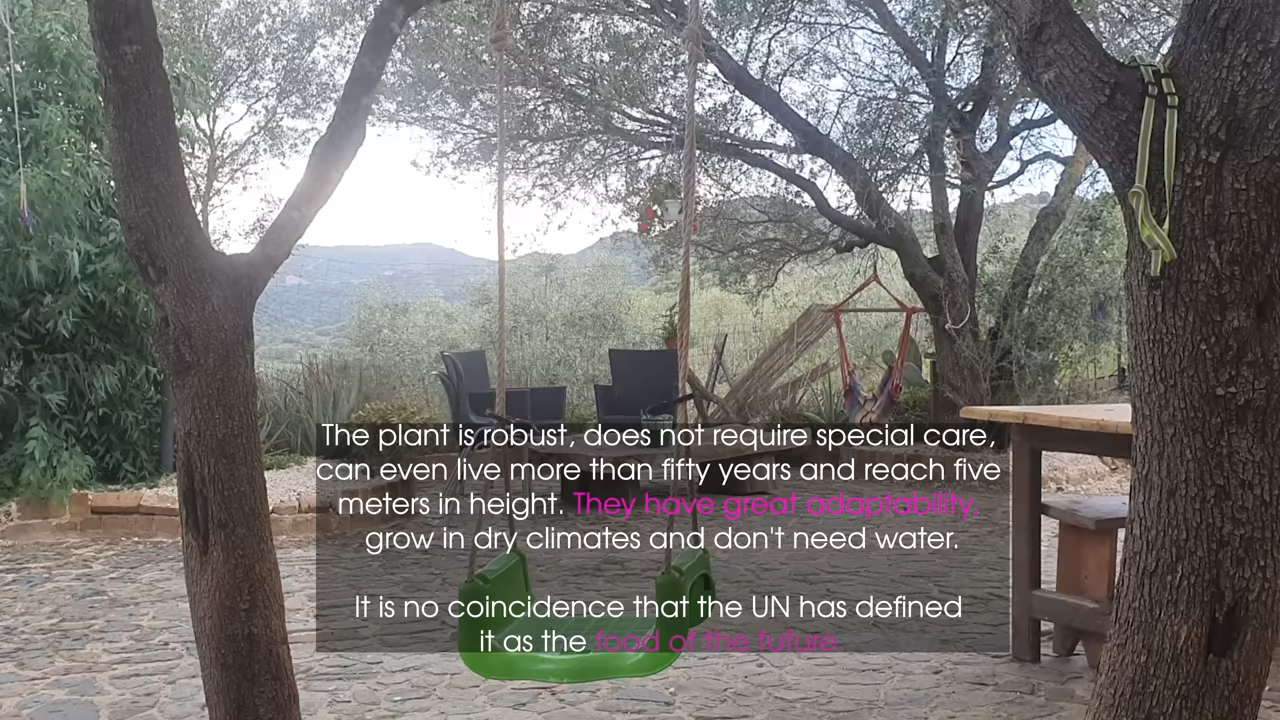 The plant is robust, does not require special care,
can even live more than fifty years and reach five
meters in height. They have great adaptability,
grow in dry climates and don't need water.
It is no coincidence that the UN has defined
it as the food of the future.